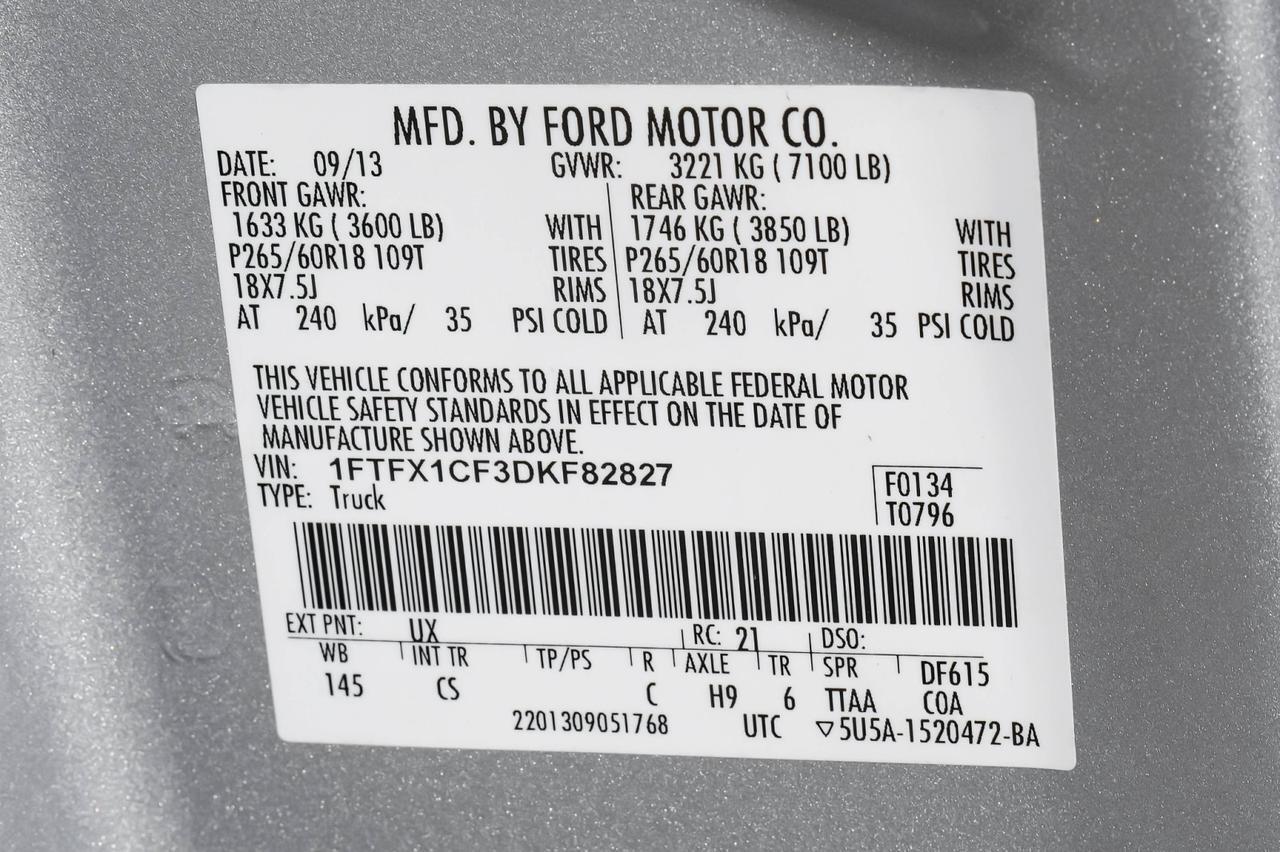 MFD. BY FORD MOTOR CO.
DATE: 09/13 GVWR: 3221 KG ( 7100 LB)
FRONT GAWR: REAR GAWR:
1633 KG ( 3600 LB) WITH 1746 KG ( 3850 LB) WITH
P265/60R18 109T TIRES P265/60R18 109T TIRES
18X7.5J RIMS 18X7.5J RIMS
AT 240 kPa/ 35 PSI COLD AT 240 kPa/ 35 PSI COLD
THIS VEHICLE CONFORMS TO ALL APPLICABLE FEDERAL MOTOR
VEHICLE SAFETY STANDARDS IN EFFECT ON THE DATE OF
MANUFACTURE SHOWN ABOVE.
VIN: 1FTFX1CF3DKF82827 F0134
TYPE: Truck T0796
EXT PNT: UX RC: 21 DSO:
WB INT TR TP/PS R AXLE TR SPR DF615
145 CS C H9 6 TTAA COA
2201309051768 UTC ▽5U5A-1520472-BA